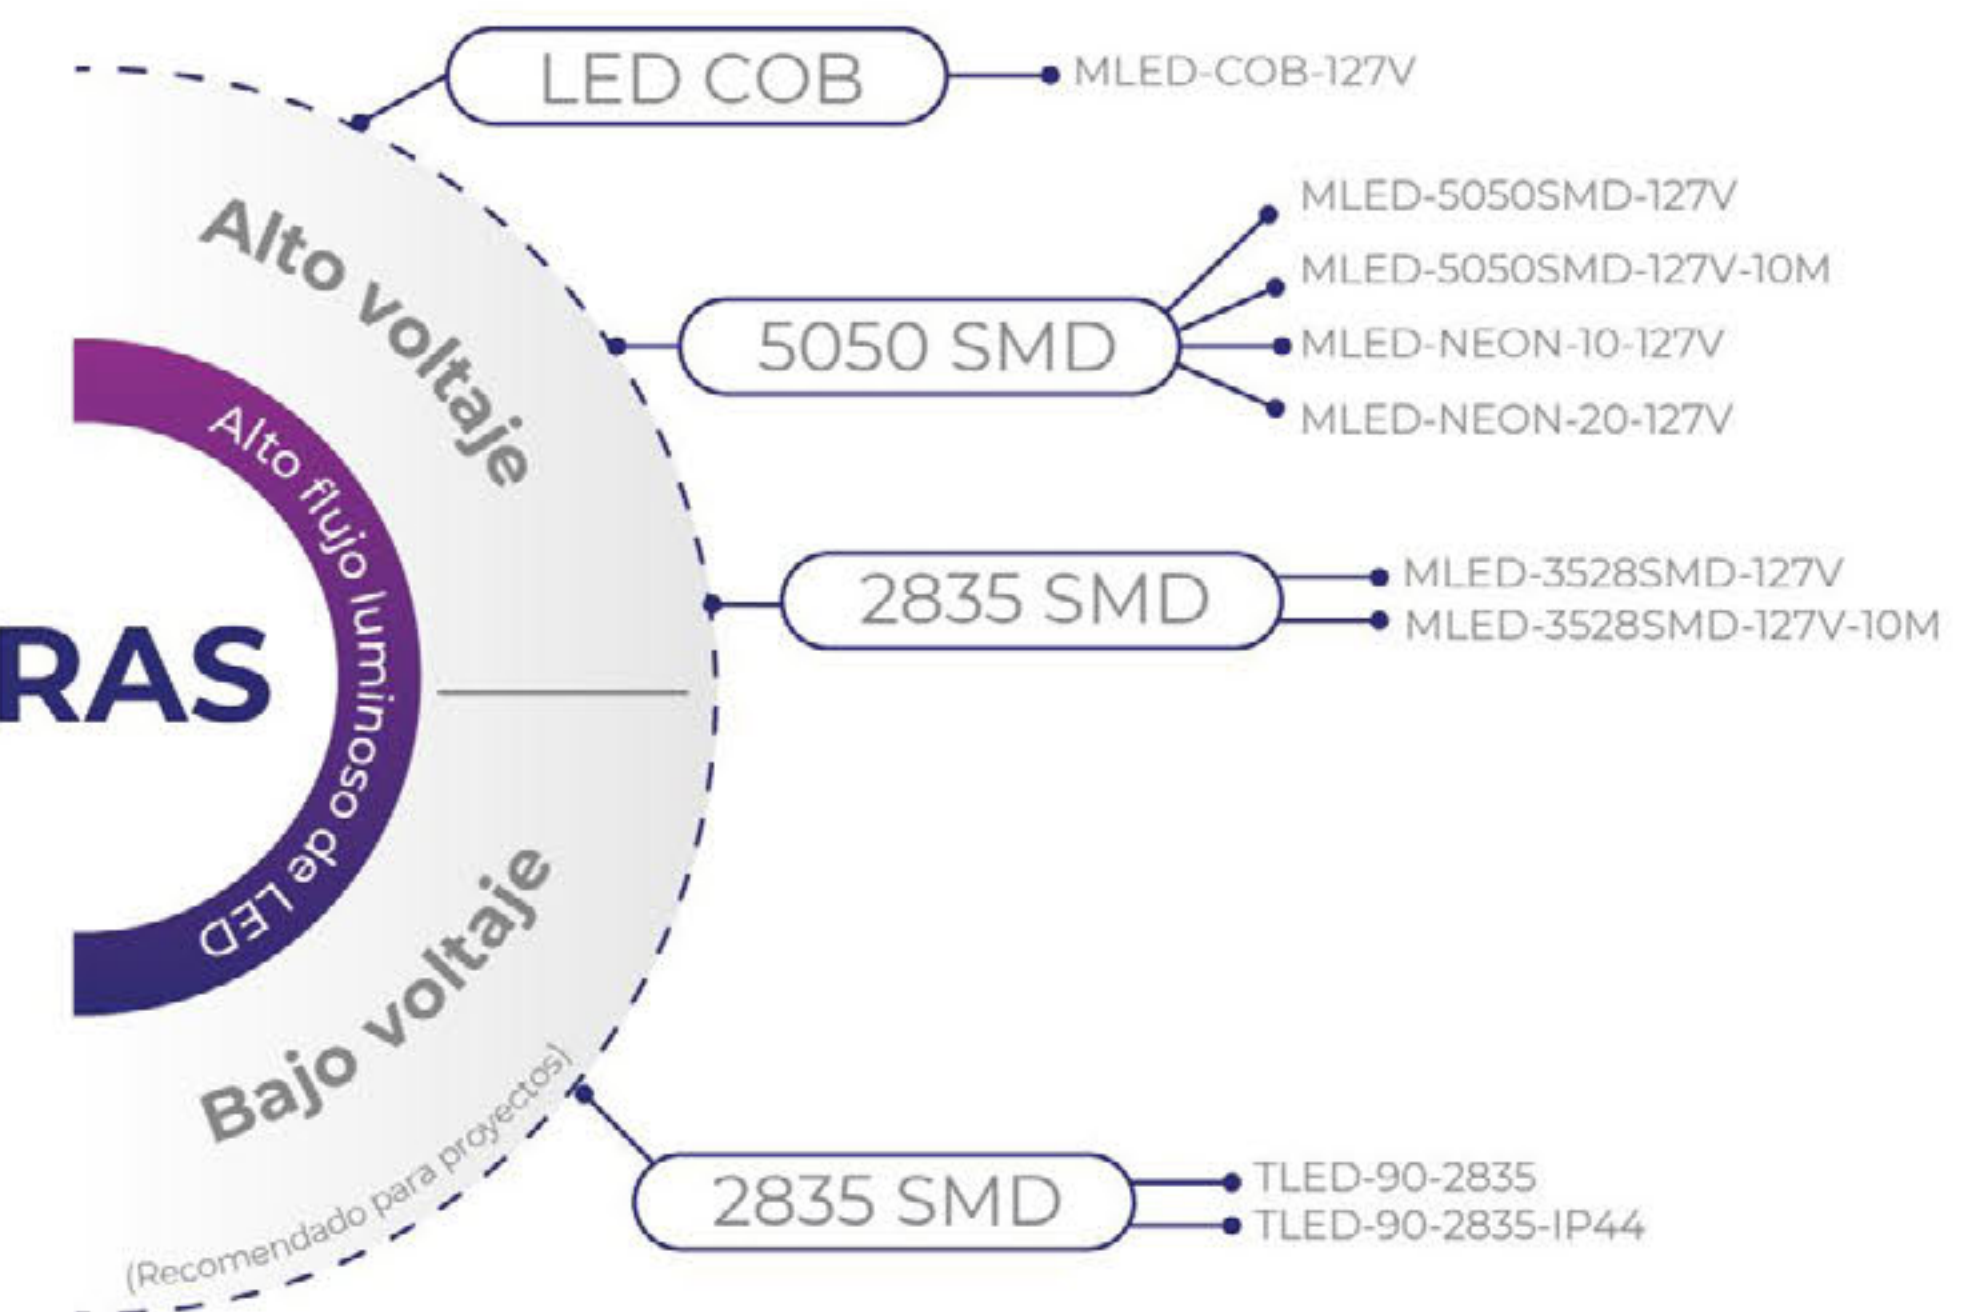 LED COB
MLED-COB-127V
Alto voltaje
5050 SMD
MLED-5050SMD-127V
MLED-5050SMD-127V-10M
MLED-NEON-10-127V
MLED-NEON-20-127V
2835 SMD
MLED-3528SMD-127V
MLED-3528SMD-127V-10M
Alto flujo luminoso de LED
RAS
Bajo voltaje
(Recomendado para proyectos)
2835 SMD
TLED-90-2835
TLED-90-2835-IP44